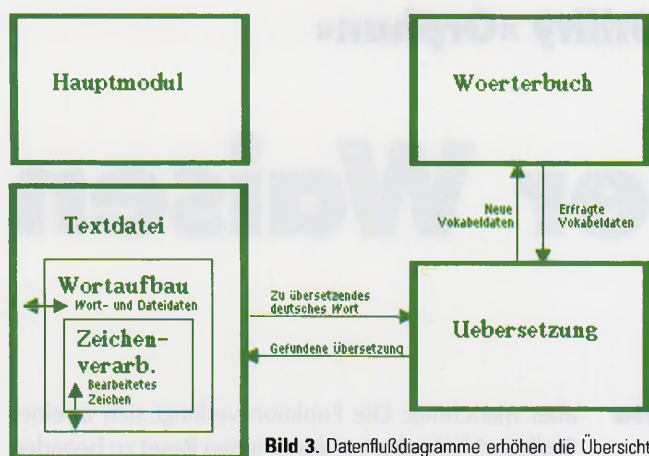 Hauptmodul
Woerterbuch
Textdatei
Wortaufbau
Wort- und Dateidaten
Zeichen-
verarb.
Bearbeitetes
Zeichen
Neue
Vokabeldaten
Erfragte
Vokabeldaten
Zu übersetzendes
deutsches Wort
Gefundene Übersetzung
Uebersetzung
Bild 3. Datenflußdiagramme erhöhen die Übersicht